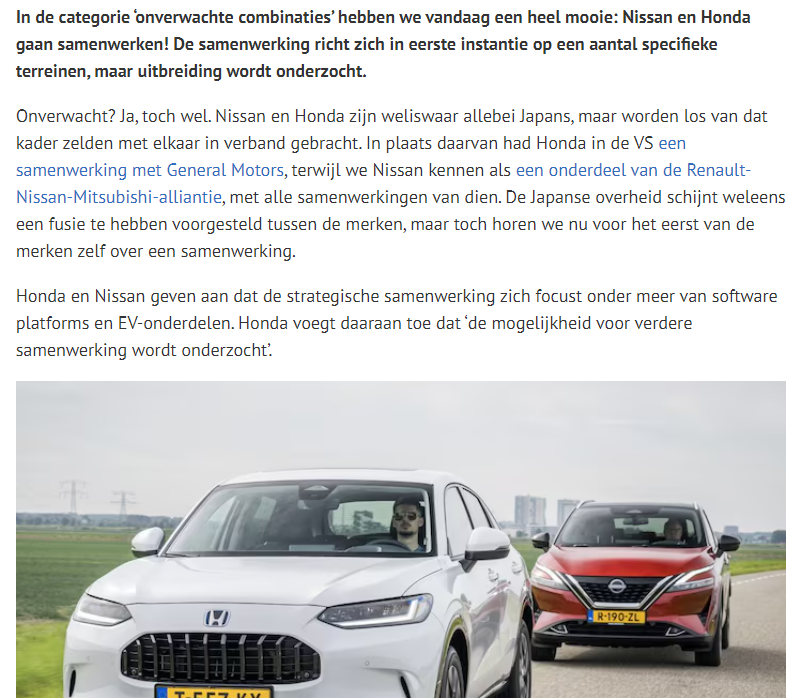 In de categorie ‘onverwachte combinaties’ hebben we vandaag een heel mooie: Nissan en Honda
gaan samenwerken! De samenwerking richt zich in eerste instantie op een aantal specifieke
terreinen, maar uitbreiding wordt onderzocht.
Onverwacht? Ja, toch wel. Nissan en Honda zijn weliswaar allebei Japans, maar worden los van dat
kader zelden met elkaar in verband gebracht. In plaats daarvan had Honda in de VS een
samenwerking met General Motors, terwijl we Nissan kennen als een onderdeel van de Renault-
Nissan-Mitsubishi-alliantie, met alle samenwerkingen van dien. De Japanse overheid schijnt weleens
een fusie te hebben voorgesteld tussen de merken, maar toch horen we nu voor het eerst van de
merken zelf over een samenwerking.
Honda en Nissan geven aan dat de strategische samenwerking zich focust onder meer van software
platforms en EV-onderdelen. Honda voegt daaraan toe dat ‘de mogelijkheid voor verdere
samenwerking wordt onderzocht’.
R-190-ZL